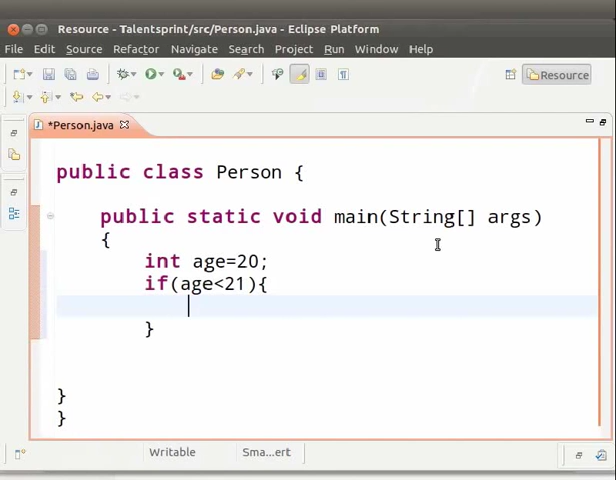 Resource - Talentsprint/src/Person.java - Eclipse Platform
File Edit Source Refactor Navigate Search Project Run Window Help
Resource
*Person.java
public class Person {
public static void main(String[] args)
{
int age=20;
if(age<21){
}
}
}
Writable Sma...ert